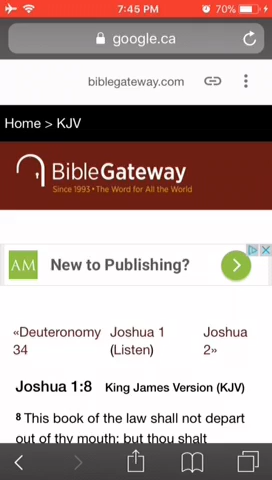 7:45 PM 70%
google.ca
biblegateway.com
Home > KJV
BibleGateway
Since 1993 • The Word for All the World
AM New to Publishing?
«Deuteronomy 34 Joshua 1 (Listen) Joshua 2»
Joshua 1:8 King James Version (KJV)
8 This book of the law shall not depart
out of thy mouth; but thou shalt